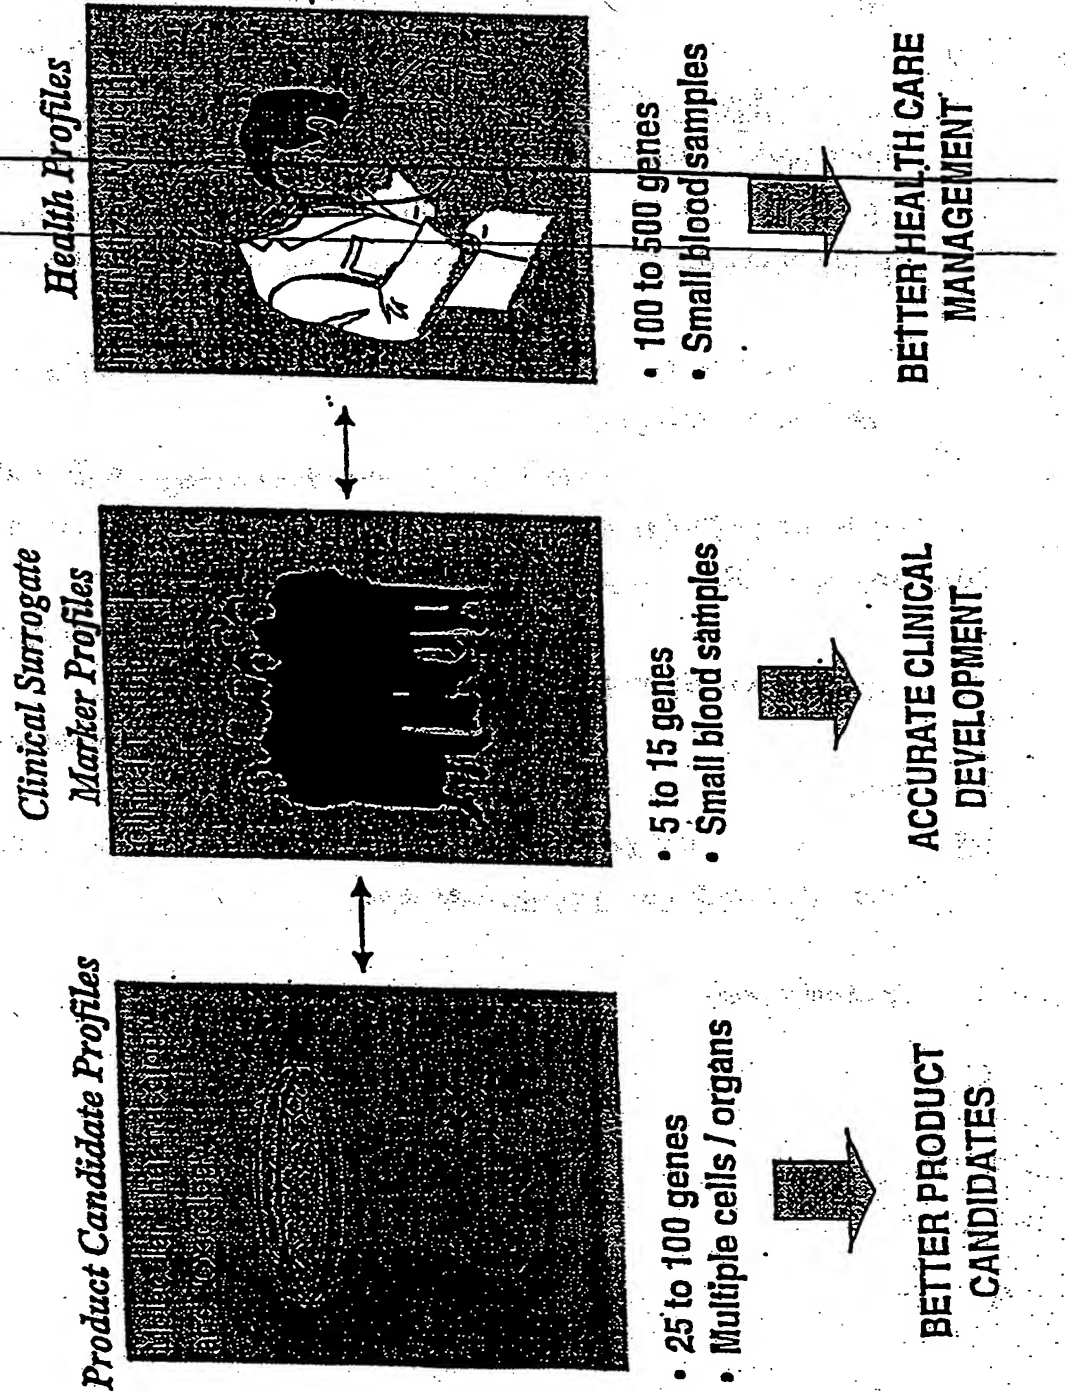 Product Candidate Profiles
• 25 to 100 genes
• Multiple cells / organs
BETTER PRODUCT
CANDIDATES
Clinical Surrogate
Marker Profiles
• 5 to 15 genes
• Small blood samples
ACCURATE CLINICAL
DEVELOPMENT
Health Profiles
• 100 to 500 genes
• Small blood samples
BETTER HEALTH CARE
MANAGEMENT